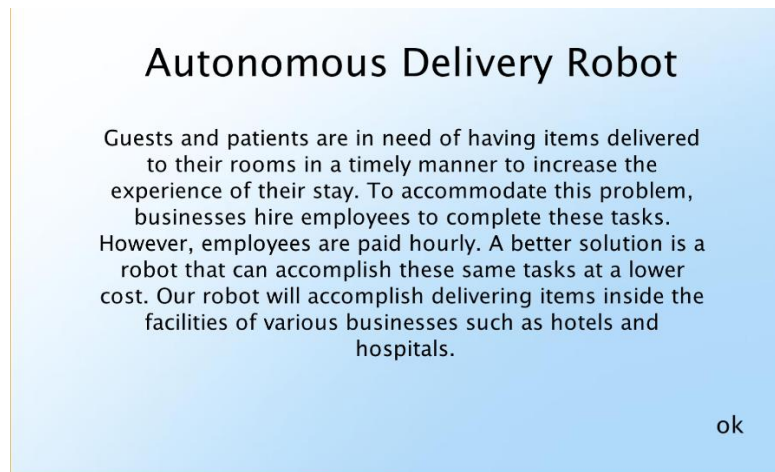 Autonomous Delivery Robot
Guests and patients are in need of having items delivered
to their rooms in a timely manner to increase the
experience of their stay. To accommodate this problem,
businesses hire employees to complete these tasks.
However, employees are paid hourly. A better solution is a
robot that can accomplish these same tasks at a lower
cost. Our robot will accomplish delivering items inside the
facilities of various businesses such as hotels and
hospitals.
ok